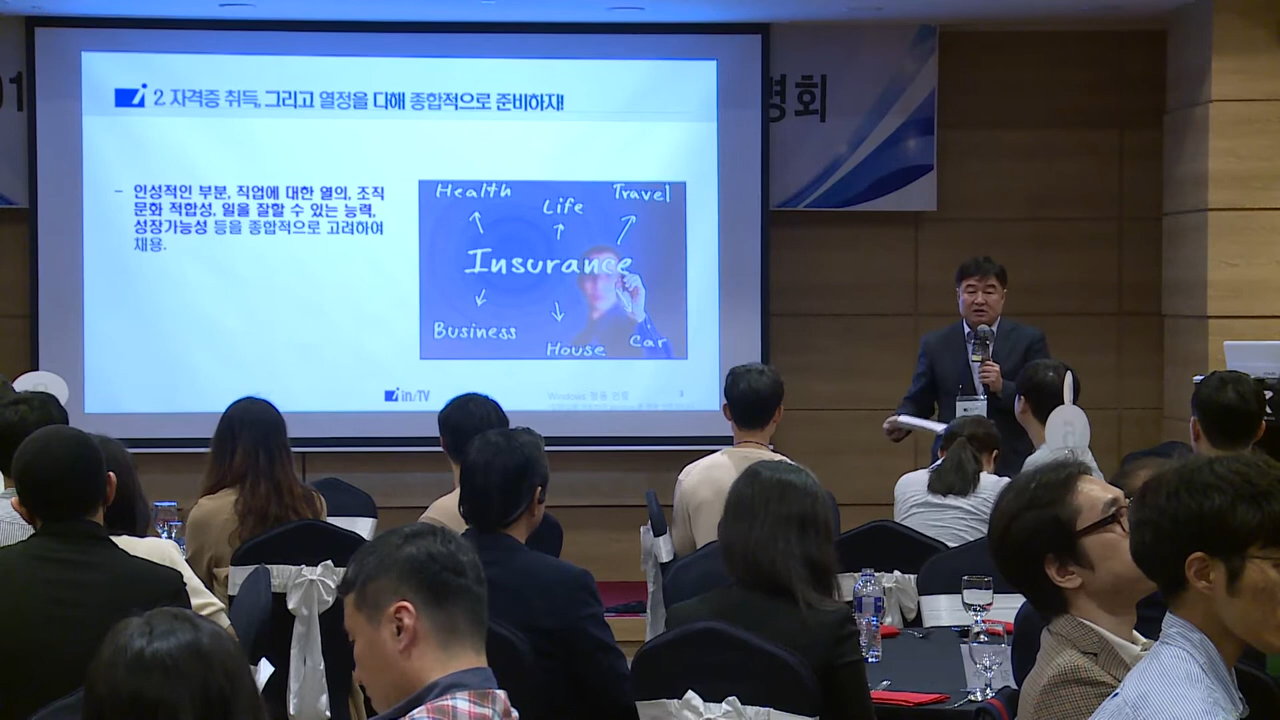 01
명회
2. 자격증 취득, 그리고 열정을 다해 종합적으로 준비하자!
- 인성적인 부분, 직업에 대한 열의, 조직
문화 적합성, 일을 잘할 수 있는 능력,
성장가능성 등을 종합적으로 고려하여
채용.
Health
Life
Travel
Insurance
Business
House
Car
in/TV
Windows 정품 인증
3